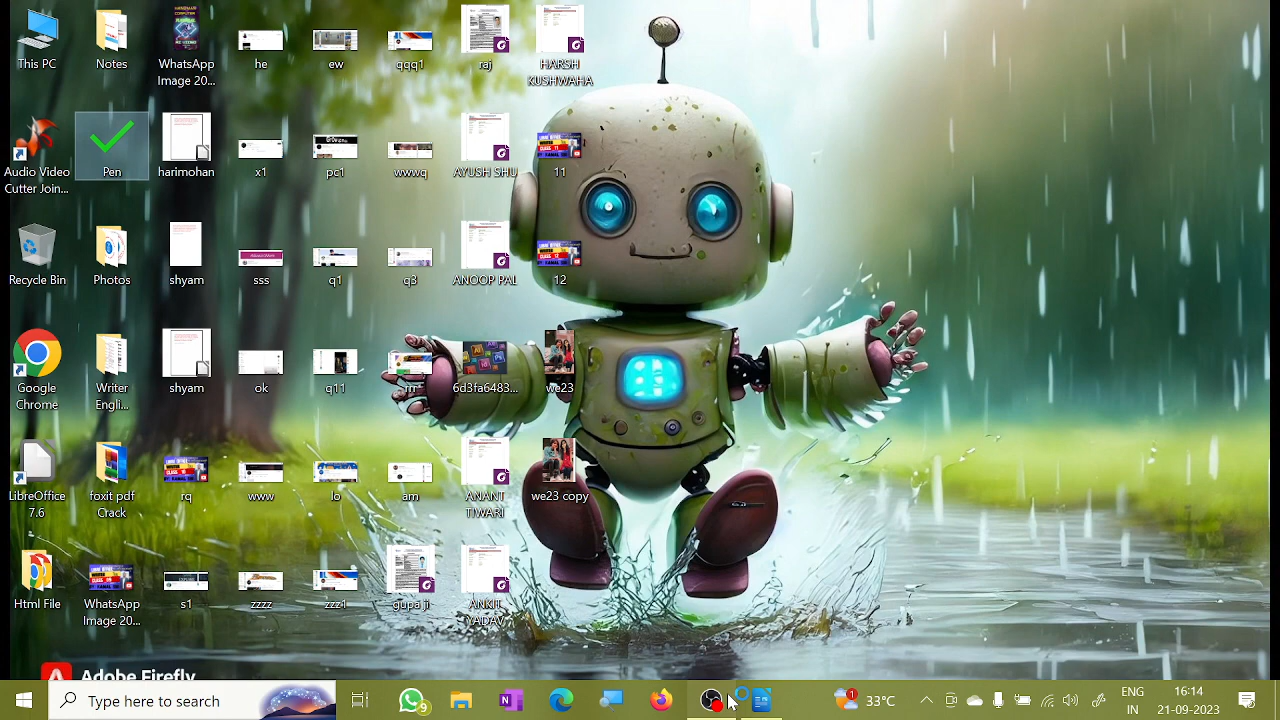 This PC
Notes
WhatsApp
Image 20...
he
ew
qqq1
raj
HARSH
KUSHWAHA
Audio Video
Cutter Join...
Pen
harimohan
x1
pc1
wwwq
AYUSH SHU
11
Recycle Bin
Photos
shyam
sss
q1
q3
ANOOP PAL
12
Google
Chrome
Writer
Engli...
shyam
ok
q11
6d3fa6483...
we23
LibreOffice
7.6
foxit pdf
Crack
rq
www
lo
am
ANANT
TIWARI
we23 copy
Html File
WhatsApp
Image 20...
s1
zzzz
zzz1
gupa ji
ANKIT
YADAV
Adobe Firefly
Type here to search
9
1
33°C
ENG
IN
16:14
21-09-2023